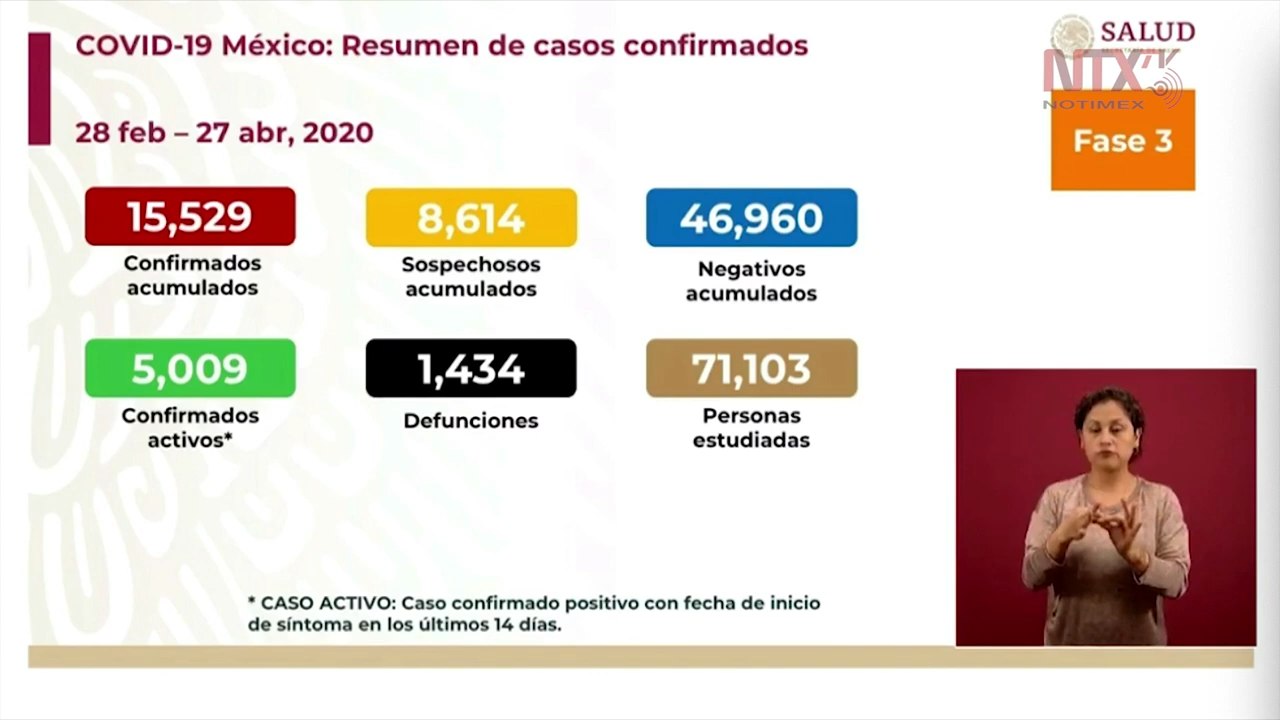 COVID-19 México: Resumen de casos confirmados
28 feb – 27 abr, 2020
SALUD
NTX
NOTIMEX
Fase 3
15,529
Confirmados
acumulados
8,614
Sospechosos
acumulados
46,960
Negativos
acumulados
5,009
Confirmados
activos*
1,434
Defunciones
71,103
Personas
estudiadas
* CASO ACTIVO: Caso confirmado positivo con fecha de inicio
de síntoma en los últimos 14 días.